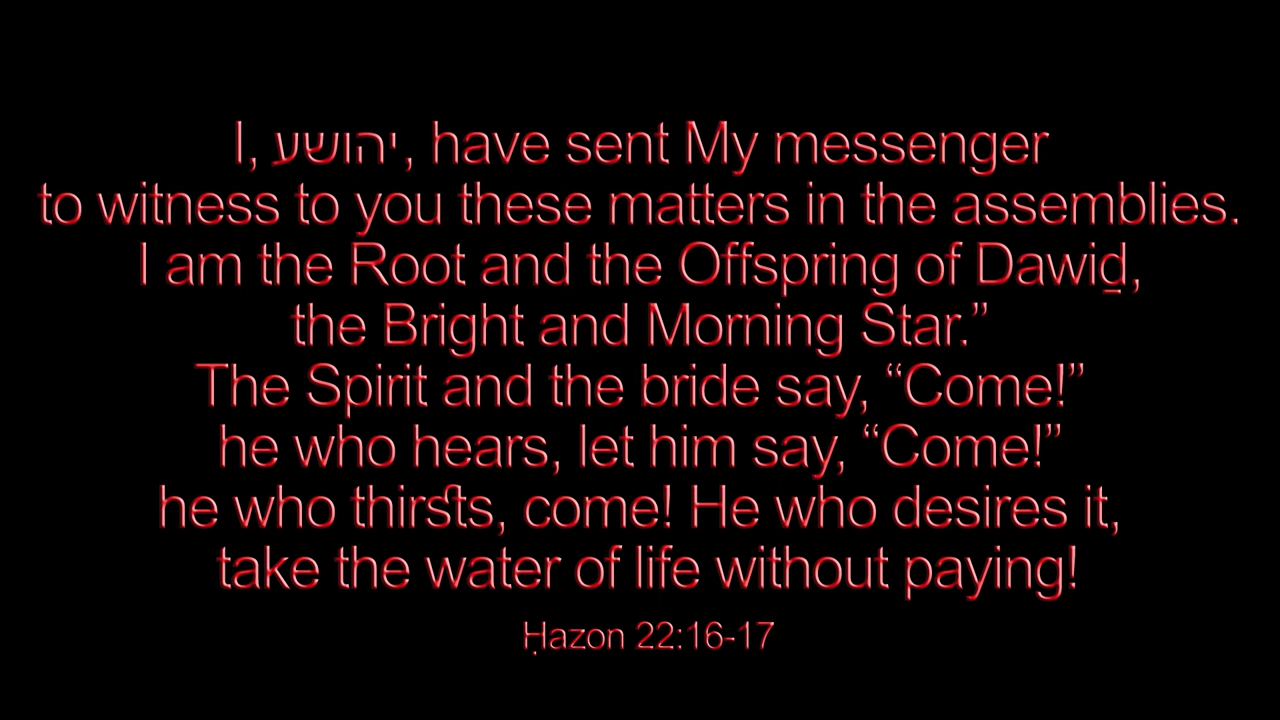 I, יהושע, have sent My messenger
to witness to you these matters in the assemblies.
I am the Root and the Offspring of Dawiḏ,
the Bright and Morning Star.”
The Spirit and the bride say, “Come!”
he who hears, let him say, “Come!”
he who thirsts, come! He who desires it,
take the water of life without paying!
Ḥazon 22:16-17